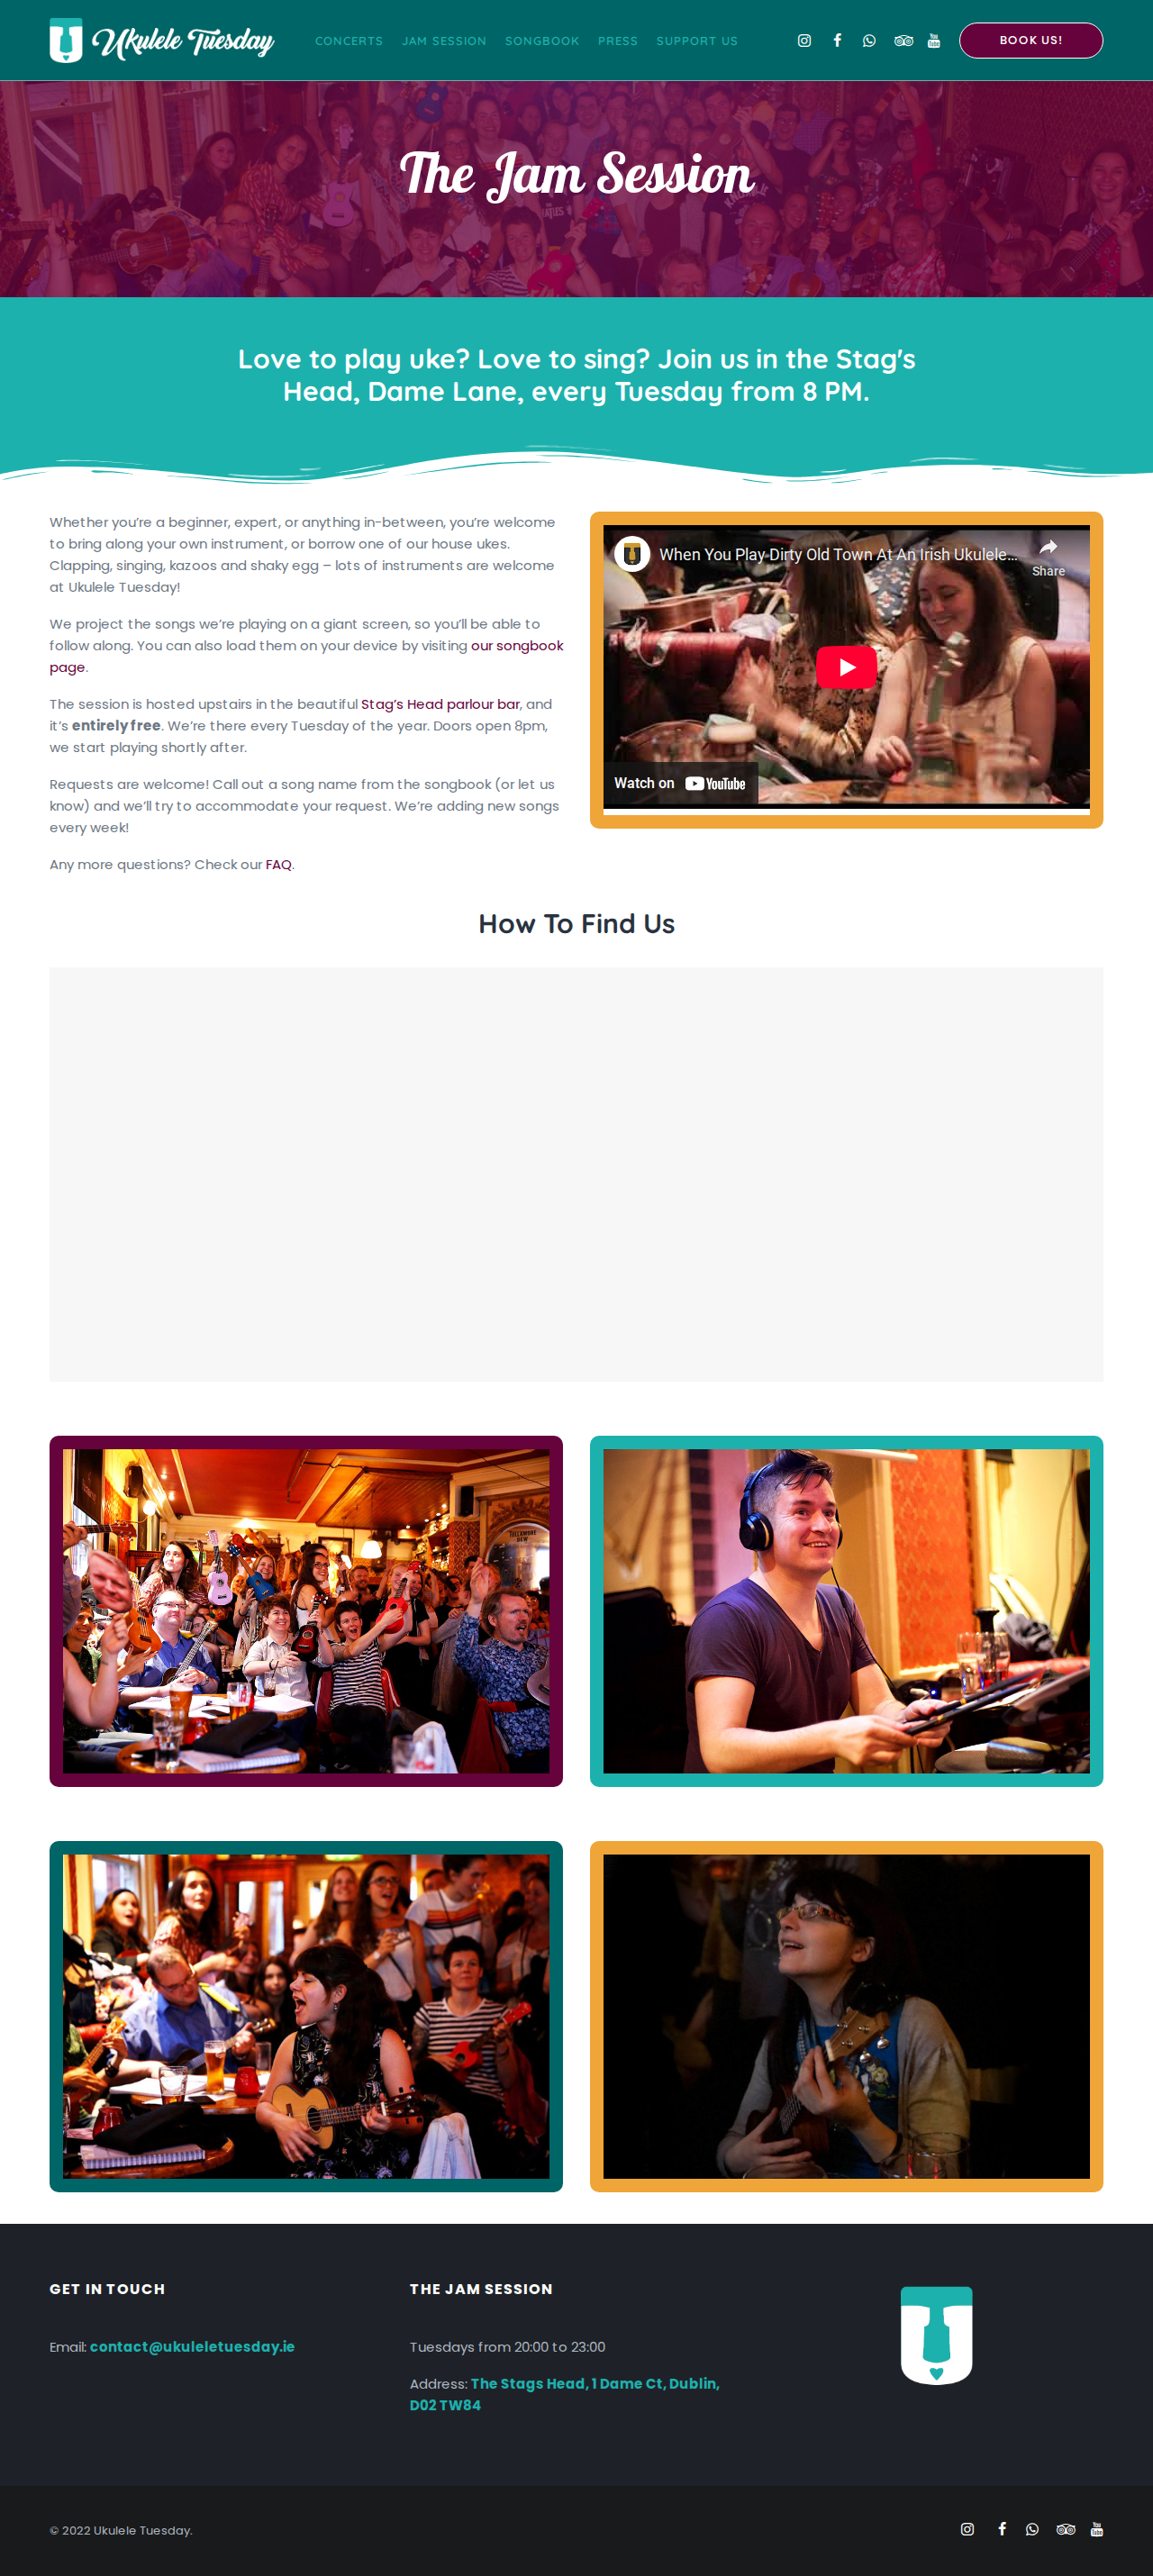 Ukulele Tuesday
CONCERTS JAM SESSION SONGBOOK PRESS SUPPORT US
BOOK US!
The Jam Session
Love to play uke? Love to sing? Join us in the Stag's
Head, Dame Lane, every Tuesday from 8 PM.
Whether you're a beginner, expert, or anything in-between, you're welcome
to bring along your own instrument, or borrow one of our house ukes.
Clapping, singing, kazoos and shaky egg – lots of instruments are welcome
at Ukulele Tuesday!
We project the songs we're playing on a giant screen, so you'll be able to
follow along. You can also load them on your device by visiting our songbook
page.
The session is hosted upstairs in the beautiful Stag's Head parlour bar, and
it's entirely free. We're there every Tuesday of the year. Doors open 8pm,
we start playing shortly after.
Requests are welcome! Call out a song name from the songbook (or let us
know) and we'll try to accommodate your request. We're adding new songs
every week!
Any more questions? Check our FAQ.
When You Play Dirty Old Town At An Irish Ukulele...
Share
Watch on YouTube
How To Find Us
TULLAMORE
DEW
GET IN TOUCH
Email: contact@ukuleletuesday.ie
THE JAM SESSION
Tuesdays from 20:00 to 23:00
Address: The Stags Head, 1 Dame Ct, Dublin,
D02 TW84
© 2022 Ukulele Tuesday.